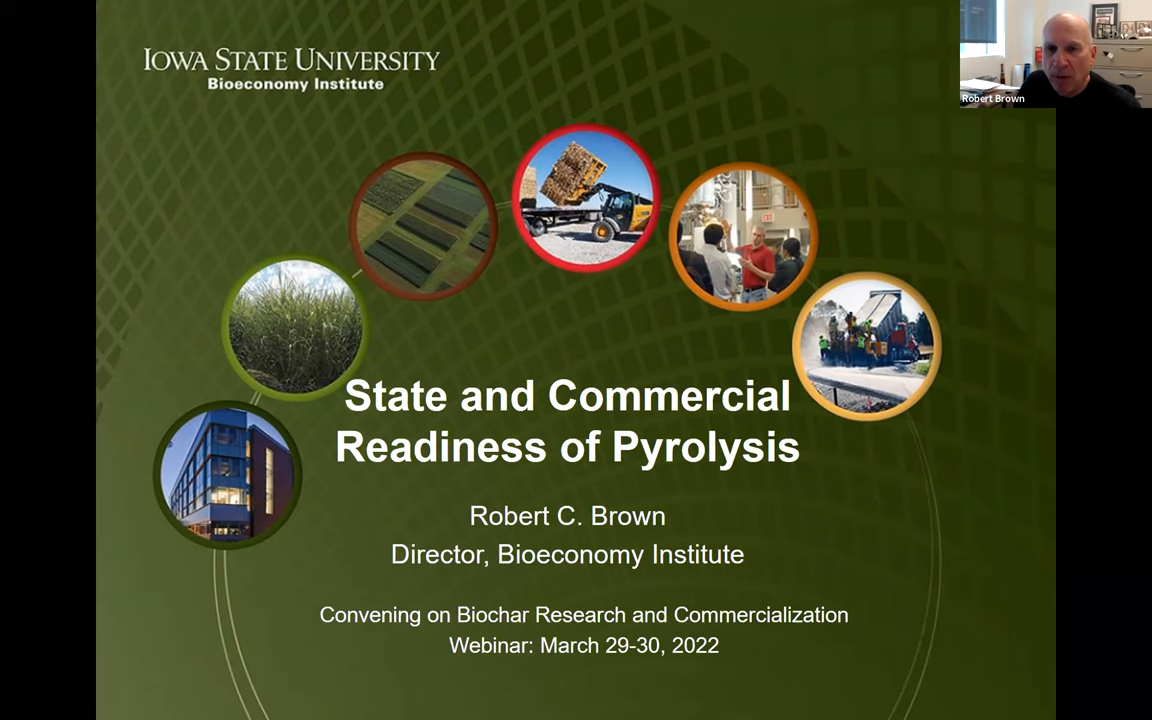 IOWA STATE UNIVERSITY
Bioeconomy Institute
Robert Brown
State and Commercial
Readiness of Pyrolysis
Robert C. Brown
Director, Bioeconomy Institute
Convening on Biochar Research and Commercialization
Webinar: March 29-30, 2022